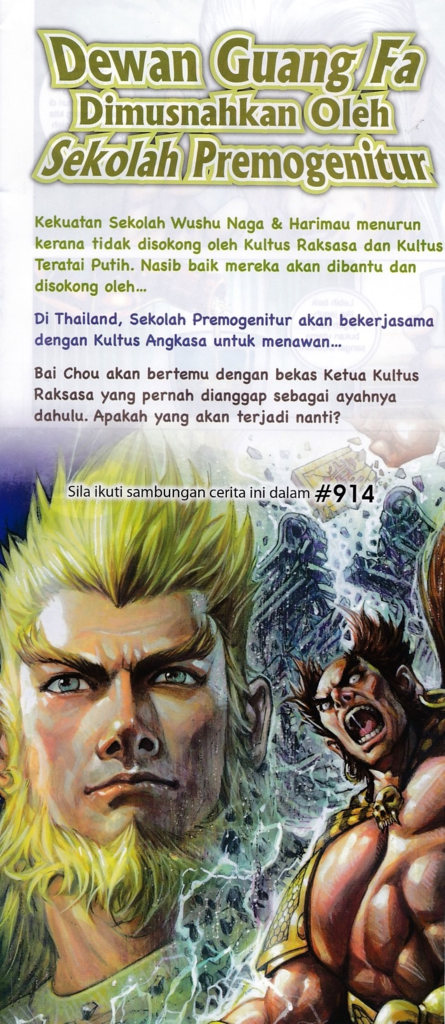 Dewan Guang Fa
Dimusnahkan Oleh
Sekolah Premogenitur
Kekuatan Sekolah Wushu Naga & Harimau menurun
kerana tidak disokong oleh Kultus Raksasa dan Kultus
Teratai Putih. Nasib baik mereka akan dibantu dan
disokong oleh...
Di Thailand, Sekolah Premogenitur akan bekerjasama
dengan Kultus Angkasa untuk menawan...
Bai Chou akan bertemu dengan bekas Ketua Kultus
Raksasa yang pernah dianggap sebagai ayahnya
dahulu. Apakah yang akan terjadi nanti?
Sila ikuti sambungan cerita ini dalam #914